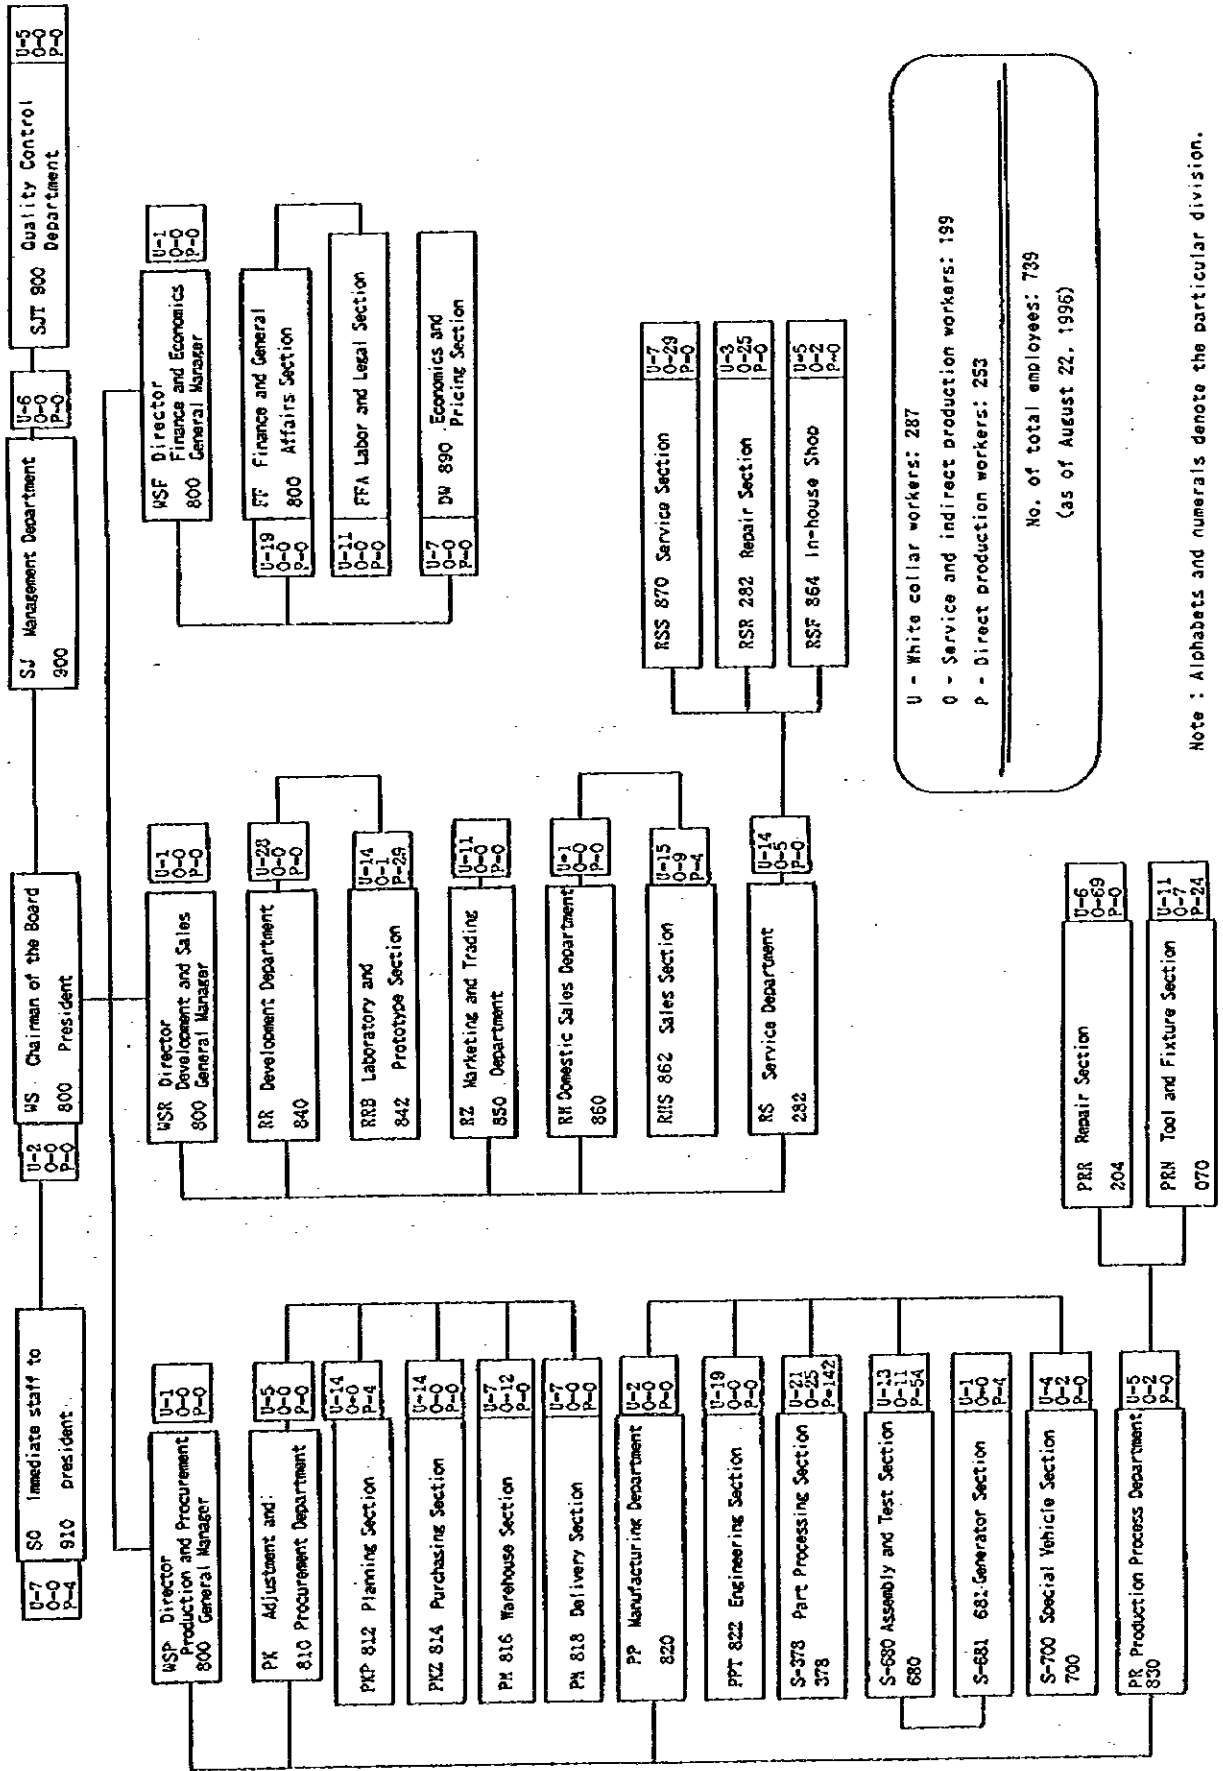 U-7
O-0
P-4
SO Immediate staff to
910 president
U-2
O-0
P=0
WS Chairman of the Board
800 President
SJ Management Department
900
U-6
O-0
P-0
SJT 900 Quality Control
Department
U-5
O-0
P-0
WSP Director
Production and Procurement
800 General Manager
U-1
O-0
P-0
PK Adjustment and
810 Procurement Department
U-5
O-0
P-0
PKP 812 Planning Section
U-14
O-0
P-4
PKZ 814 Purchasing Section
U-14
O-0
P-0
PM 816 Warehouse Section
U-7
O-12
P-0
818 Delivery Section
U-7
O-0
P-0
PP Manufacturing Department
820
U-2
O-0
P-0
PPT 822 Engineering Section
U-19
O-0
P-0
S-378 Part Processing Section
378
U-21
O-25
P-142
S-680 Assembly and Test Section
680
O-11
P-54
S-681 681 Generator Section
U-1
O-0
P-4
S-700 Special Vehicle Section
700
U-4
O-2
P-0
PR Production Process Department
830
U-5
O-2
P-0
PRR Repair Section
204
U-6
O-69
P-0
PRN Tool and Fixture Section
070
U-11
O-7
P-24
WSR Director
Development and Sales
800 General Manager
U-1
O-0
P-0
RR Development Department
840
U-28
O-0
P-0
RRB Laboratory and
842 Prototype Section
U-14
O-1
P-29
RZ Marketing and Trading
850 Department
U-11
O-0
P-0
RH Domestic Sales Department
860
U-1
O-0
P-0
RHS 862 Sales Section
U-15
O-9
P-4
RS Service Department
282
U-14
O-5
P-0
RSS 870 Service Section
U-7
O-29
P-0
RSR 282 Repair Section
U-3
O-25
P-0
RSF 864 In-house Shop
U-5
O-2
P-0
WSF Director
Finance and Economics
800 General Manager
U-1
O-0
P-0
U-19
O-0
P-0
FF Finance and General
800 Affairs Section
U-11
O-0
P-0
FFA Labor and Legal Section
U-7
O-0
P-0
DW 890 Economics and
Pricing Section
U - White collar workers: 287
O - Service and indirect production workers: 199
P - Direct production workers: 253
No. of total employees: 739
(as of August 22, 1996)
Note : Alphabets and numerals denote the particular division.